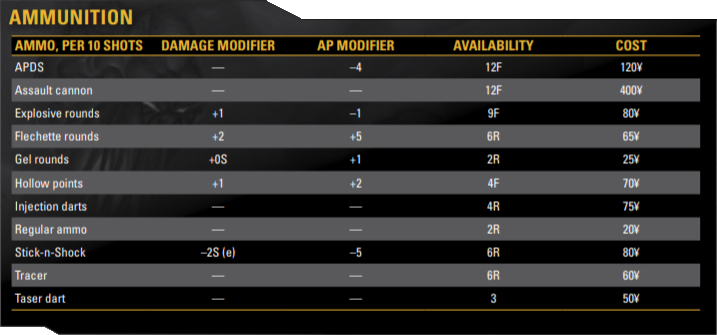 AMMUNITION
AMMO, PER 10 SHOTS DAMAGE MODIFIER AP MODIFIER AVAILABILITY COST
APDS — –4 12F 120¥
Assault cannon — — 12F 400¥
Explosive rounds +1 –1 9F 80¥
Flechette rounds +2 +5 6R 65¥
Gel rounds +0S +1 2R 25¥
Hollow points +1 +2 4F 70¥
Injection darts — — 4R 75¥
Regular ammo — — 2R 20¥
Stick-n-Shock –2S (e) –5 6R 80¥
Tracer — — 6R 60¥
Taser dart — — 3 50¥